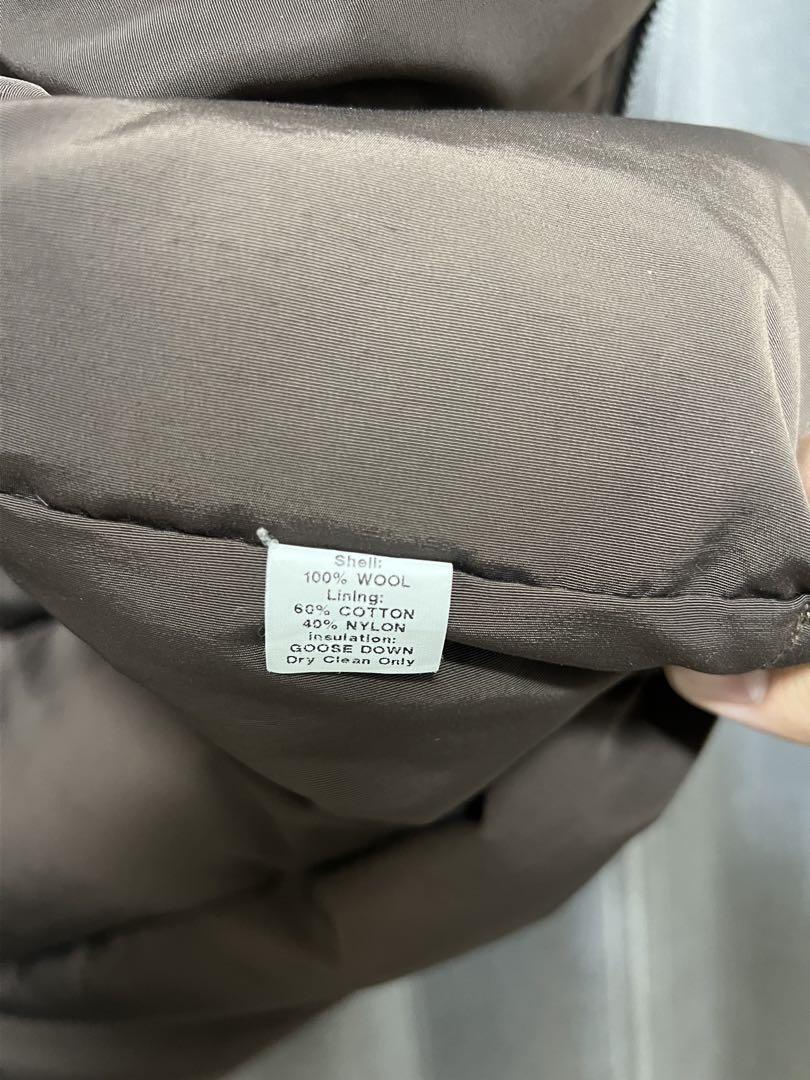 Shell:
100% WOOL
Lining:
60% COTTON
40% NYLON
insulation:
GOOSE DOWN
Dry Clean Only